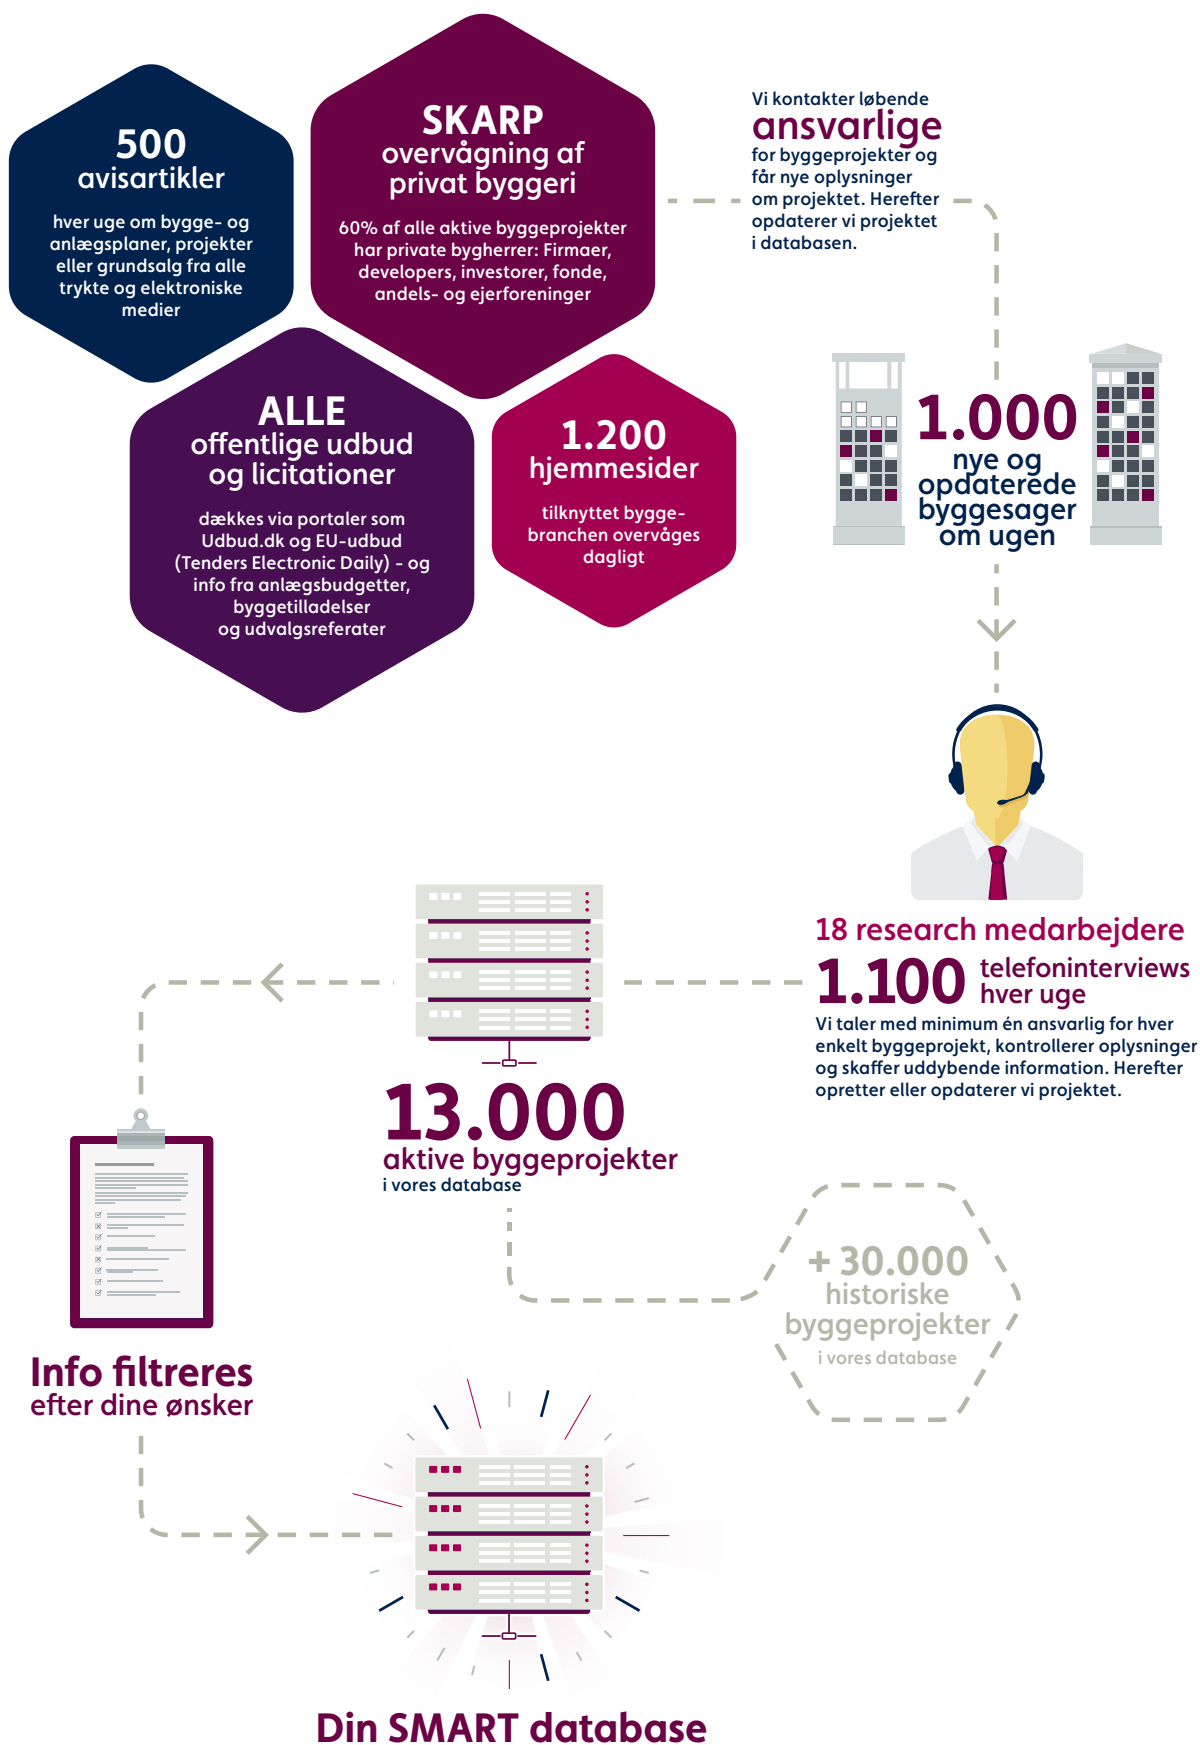 500
avisartikler
hver uge om bygge- og
anlægsplaner, projekter
eller grundsalg fra alle
trykte og elektroniske
medier
SKARP
overvågning af
privat byggeri
60% af alle aktive byggeprojekter
har private bygherrer: Firmaer,
developers, investorer, fonde,
andels- og ejerforeninger
ALLE
offentlige udbud
og licitationer
dækkes via portaler som
Udbud.dk og EU-udbud
(Tenders Electronic Daily) - og
info fra anlægsbudgetter,
byggetilladelser
og udvalgsreferater
1.200
hjemmesider
tilknyttet bygge-
branchen overvåges
dagligt
Vi kontakter løbende
ansvarlige
for byggeprojekter og
får nye oplysninger
om projektet. Herefter
opdaterer vi projektet
i databasen.
1.000
nye og
opdaterede
byggesager
om ugen
18 research medarbejdere
1.100 telefoninterviews
hver uge
Vi taler med minimum én ansvarlig for hver
enkelt byggeprojekt, kontrollerer oplysninger
og skaffer uddybende information. Herefter
opretter eller opdaterer vi projektet.
13.000
aktive byggeprojekter
i vores database
+ 30.000
historiske
byggeprojekter
i vores database
Info filtreres
efter dine ønsker
Din SMART database